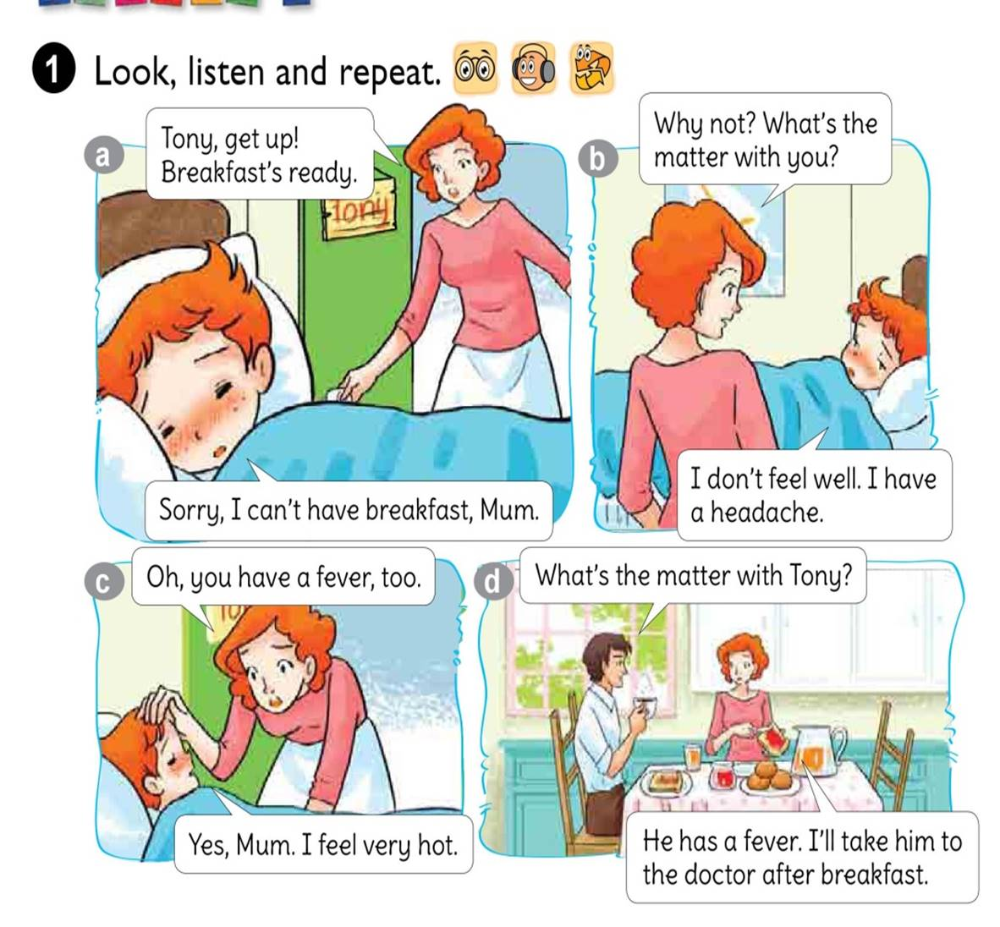 1 Look, listen and repeat.
a
Tony, get up!
Breakfast's ready.
Tony
Sorry, I can't have breakfast, Mum.
b
Why not? What's the
matter with you?
I don't feel well. I have
a headache.
c
Oh, you have a fever, too.
To
Yes, Mum. I feel very hot.
d
What's the matter with Tony?
He has a fever. I'll take him to
the doctor after breakfast.